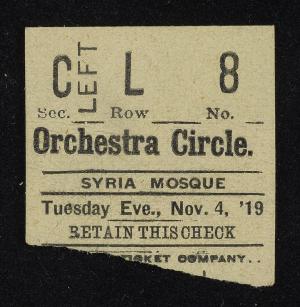 C LEFT L 8
Sec. Row No.
Orchestra Circle.
SYRIA MOSQUE
Tuesday Eve., Nov. 4, '19
RETAIN THIS CHECK
TICKET COMPANY..